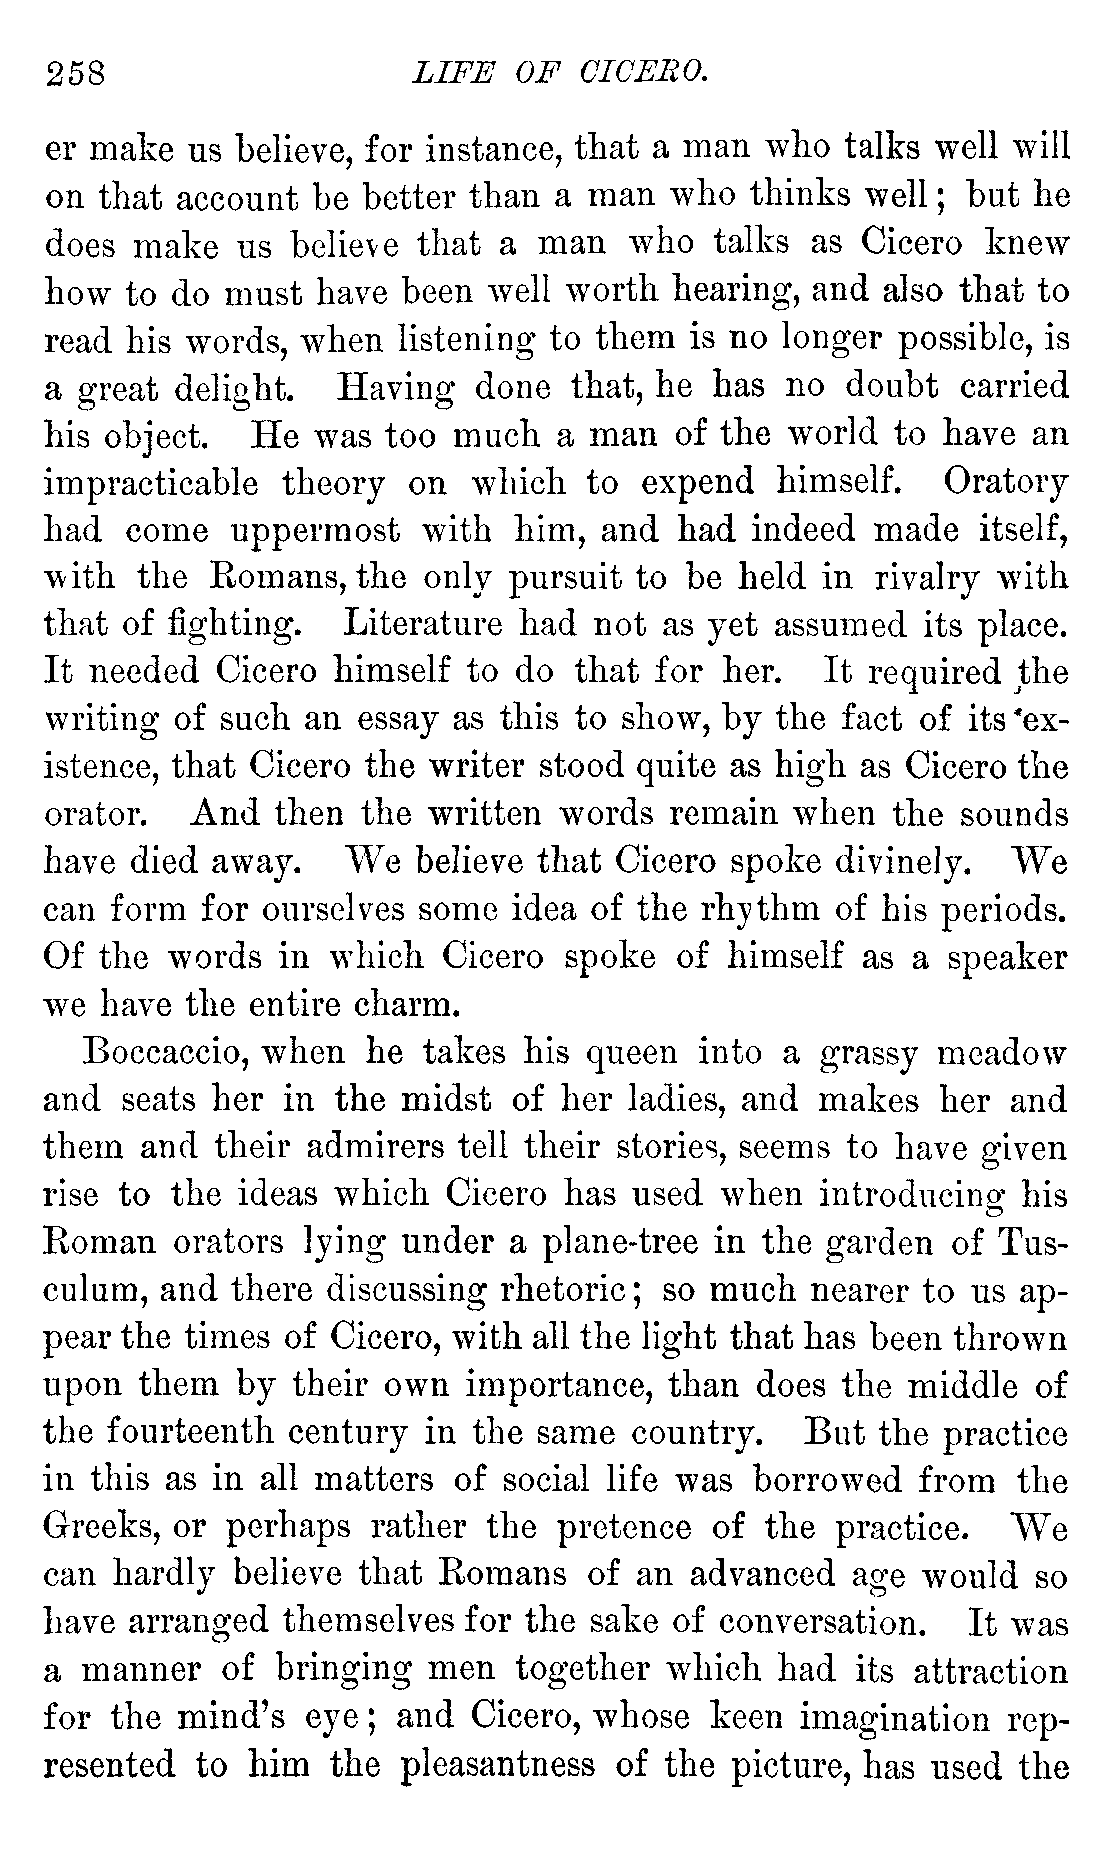 258 LIFE OF CICERO.
er make us believe, for instance, that a man who talks well will
on that account be better than a man who thinks well; but he
does make us believe that a man who talks as Cicero knew
how to do must have been well worth hearing, and also that to
read his words, when listening to them is no longer possible, is
a great delight. Having done that, he has no doubt carried
his object. He was too much a man of the world to have an
impracticable theory on which to expend himself. Oratory
had come uppermost with him, and had indeed made itself,
with the Romans, the only pursuit to be held in rivalry with
that of fighting. Literature had not as yet assumed its place.
It needed Cicero himself to do that for her. It required the
writing of such an essay as this to show, by the fact of its ex-
istence, that Cicero the writer stood quite as high as Cicero the
orator. And then the written words remain when the sounds
have died away. We believe that Cicero spoke divinely. We
can form for ourselves some idea of the rhythm of his periods.
Of the words in which Cicero spoke of himself as a speaker
we have the entire charm.
Boccaccio, when he takes his queen into a grassy meadow
and seats her in the midst of her ladies, and makes her and
them and their admirers tell their stories, seems to have given
rise to the ideas which Cicero has used when introducing his
Roman orators lying under a plane-tree in the garden of Tus-
culum, and there discussing rhetoric; so much nearer to us ap-
pear the times of Cicero, with all the light that has been thrown
upon them by their own importance, than does the middle of
the fourteenth century in the same country. But the practice
in this as in all matters of social life was borrowed from the
Greeks, or perhaps rather the pretence of the practice. We
can hardly believe that Romans of an advanced age would so
have arranged themselves for the sake of conversation. It was
a manner of bringing men together which had its attraction
for the mind's eye; and Cicero, whose keen imagination rep-
resented to him the pleasantness of the picture, has used the